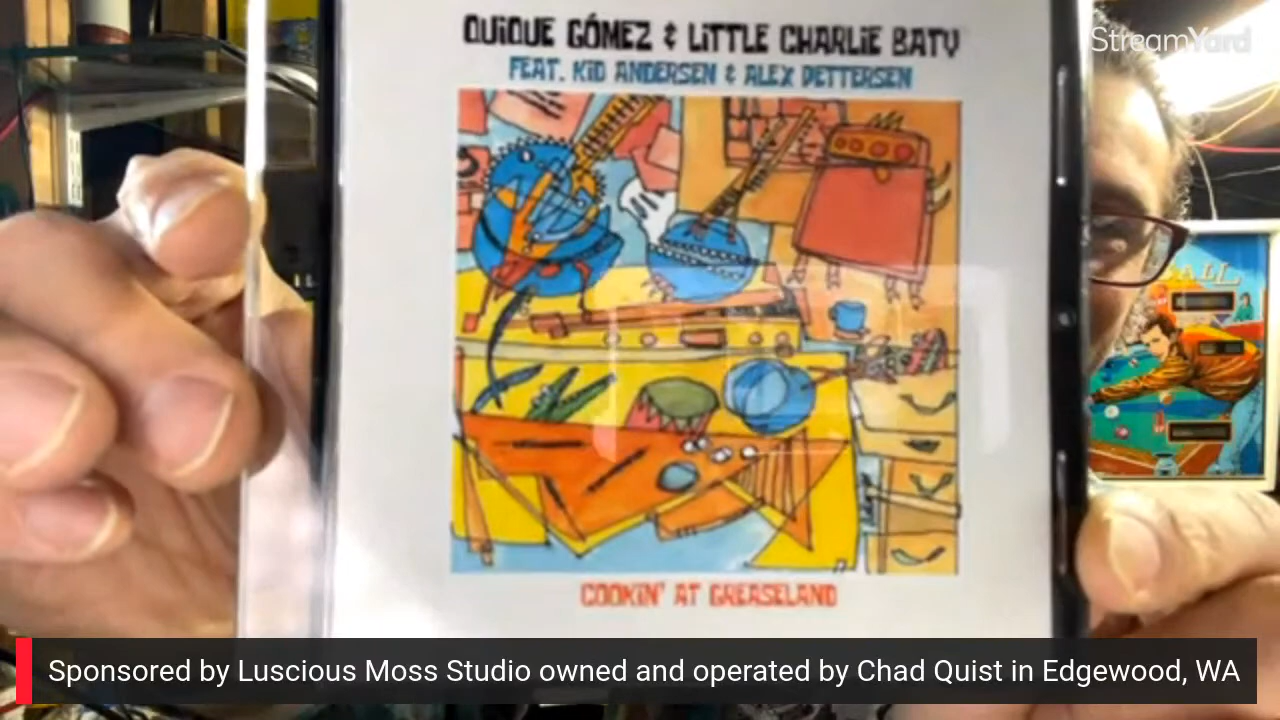 StreamYard
QUIQUE GÓMEZ & LITTLE CHARLIE BATY
FEAT. KID ANDERSEN & ALEX PETTERSEN
COOKIN' AT GREASELAND
Sponsored by Luscious Moss Studio owned and operated by Chad Quist in Edgewood, WA